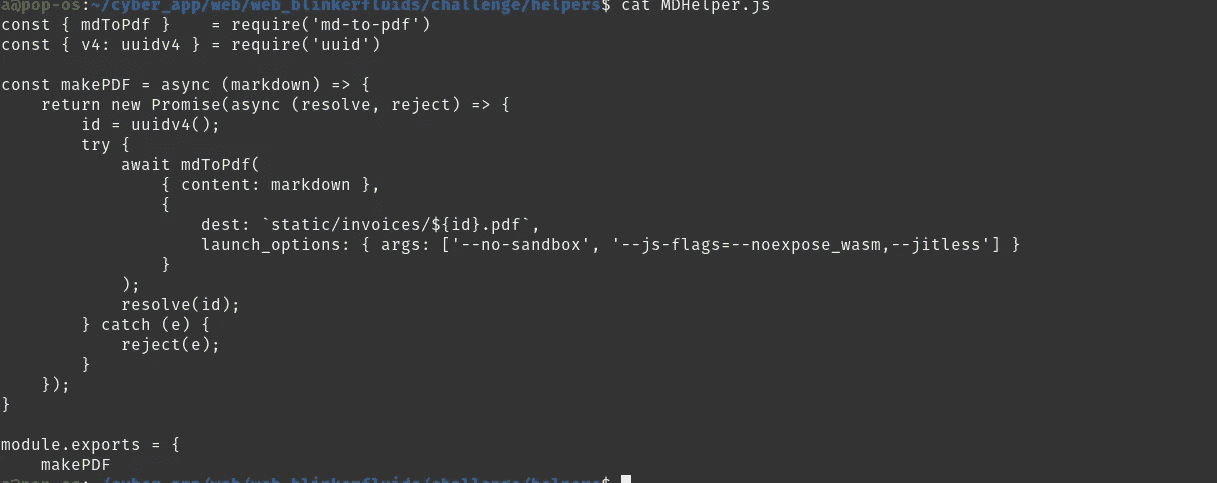 a@pop-os:~/cyber_app/web/web_blinkerfluids/challenge/helpers$ cat MDHelper.js
const { mdToPdf }    = require('md-to-pdf')
const { v4: uuidv4 } = require('uuid')

const makePDF = async (markdown) => {
    return new Promise(async (resolve, reject) => {
        id = uuidv4();
        try {
            await mdToPdf(
                { content: markdown },
                {
                    dest: `static/invoices/${id}.pdf`,
                    launch_options: { args: ['--no-sandbox', '--js-flags=--noexpose_wasm,--jitless'] }
                }
            );
            resolve(id);
        } catch (e) {
            reject(e);
        }
    });
}

module.exports = {
    makePDF
a@pop-os:~/cyber_app/web/web_blinkerfluids/challenge/helpers$